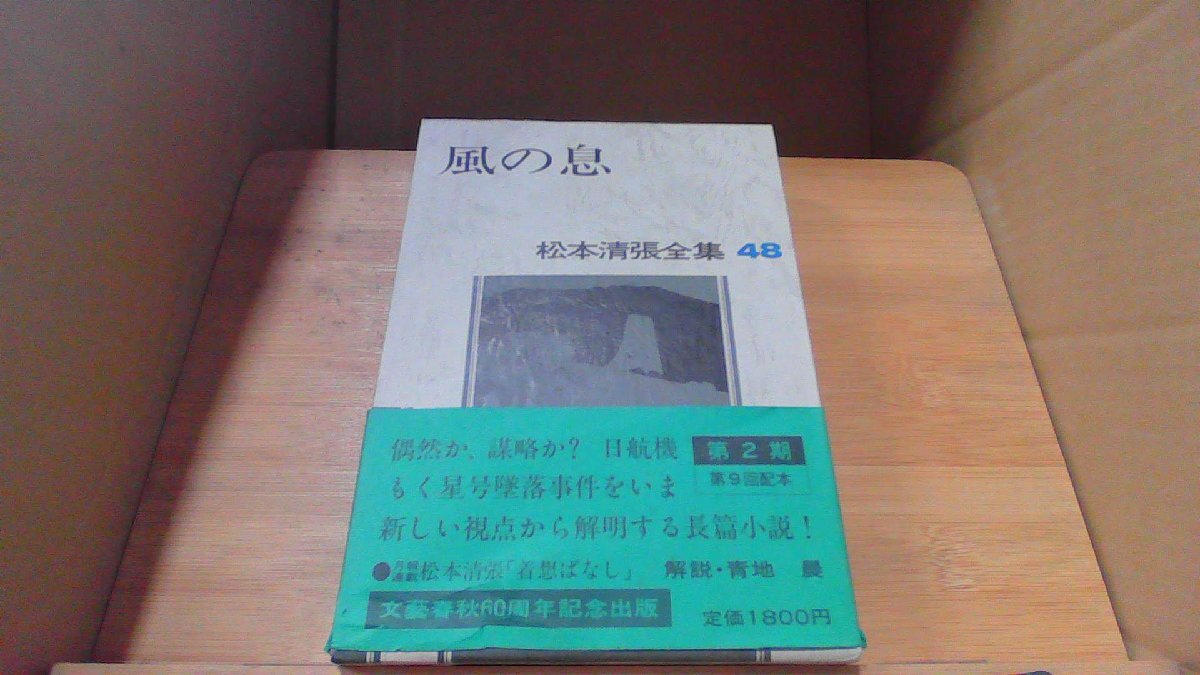 風の息
松本清張全集 48
偶然か、謀略か? 日航機
もく星号墜落事件をいま
新しい視点から解明する長篇小説!
第2期
第9回配本
●月報連載 松本清張「着想ばなし」 解説・青地 晨
文藝春秋60周年記念出版
定価1800円